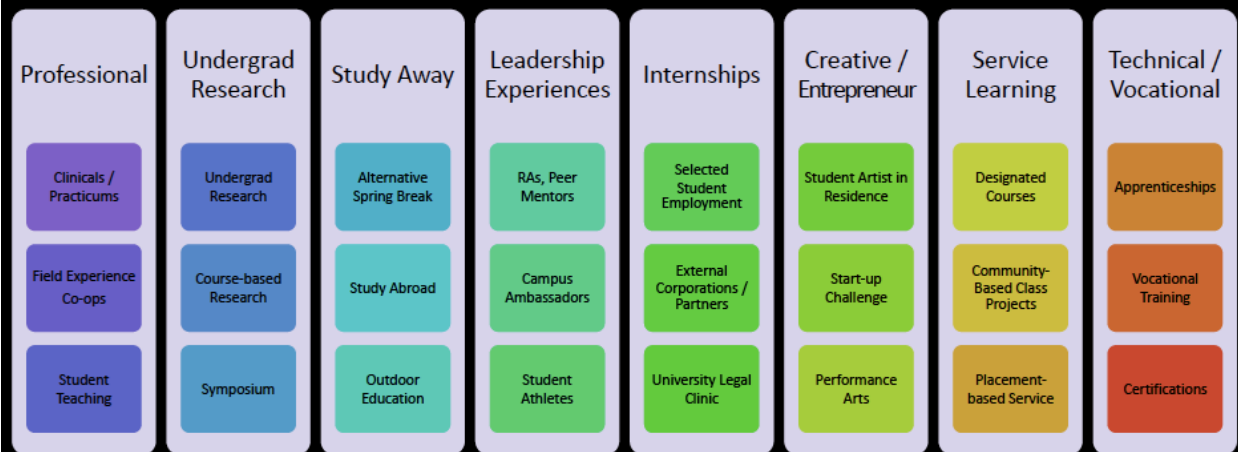 Professional
Undergrad
Research
Study Away
Leadership
Experiences
Internships
Creative /
Entrepreneur
Service
Learning
Technical /
Vocational
Clinicals /
Practicums
Undergrad
Research
Alternative
Spring Break
RAs, Peer
Mentors
Selected
Student
Employment
Student Artist in
Residence
Designated
Courses
Apprenticeships
Field Experience
Co-ops
Course-based
Research
Study Abroad
Campus
Ambassadors
External
Corporations /
Partners
Start-up
Challenge
Community-
Based Class
Projects
Vocational
Training
Student
Teaching
Symposium
Outdoor
Education
Student
Athletes
University Legal
Clinic
Performance
Arts
Placement-
based Service
Certifications